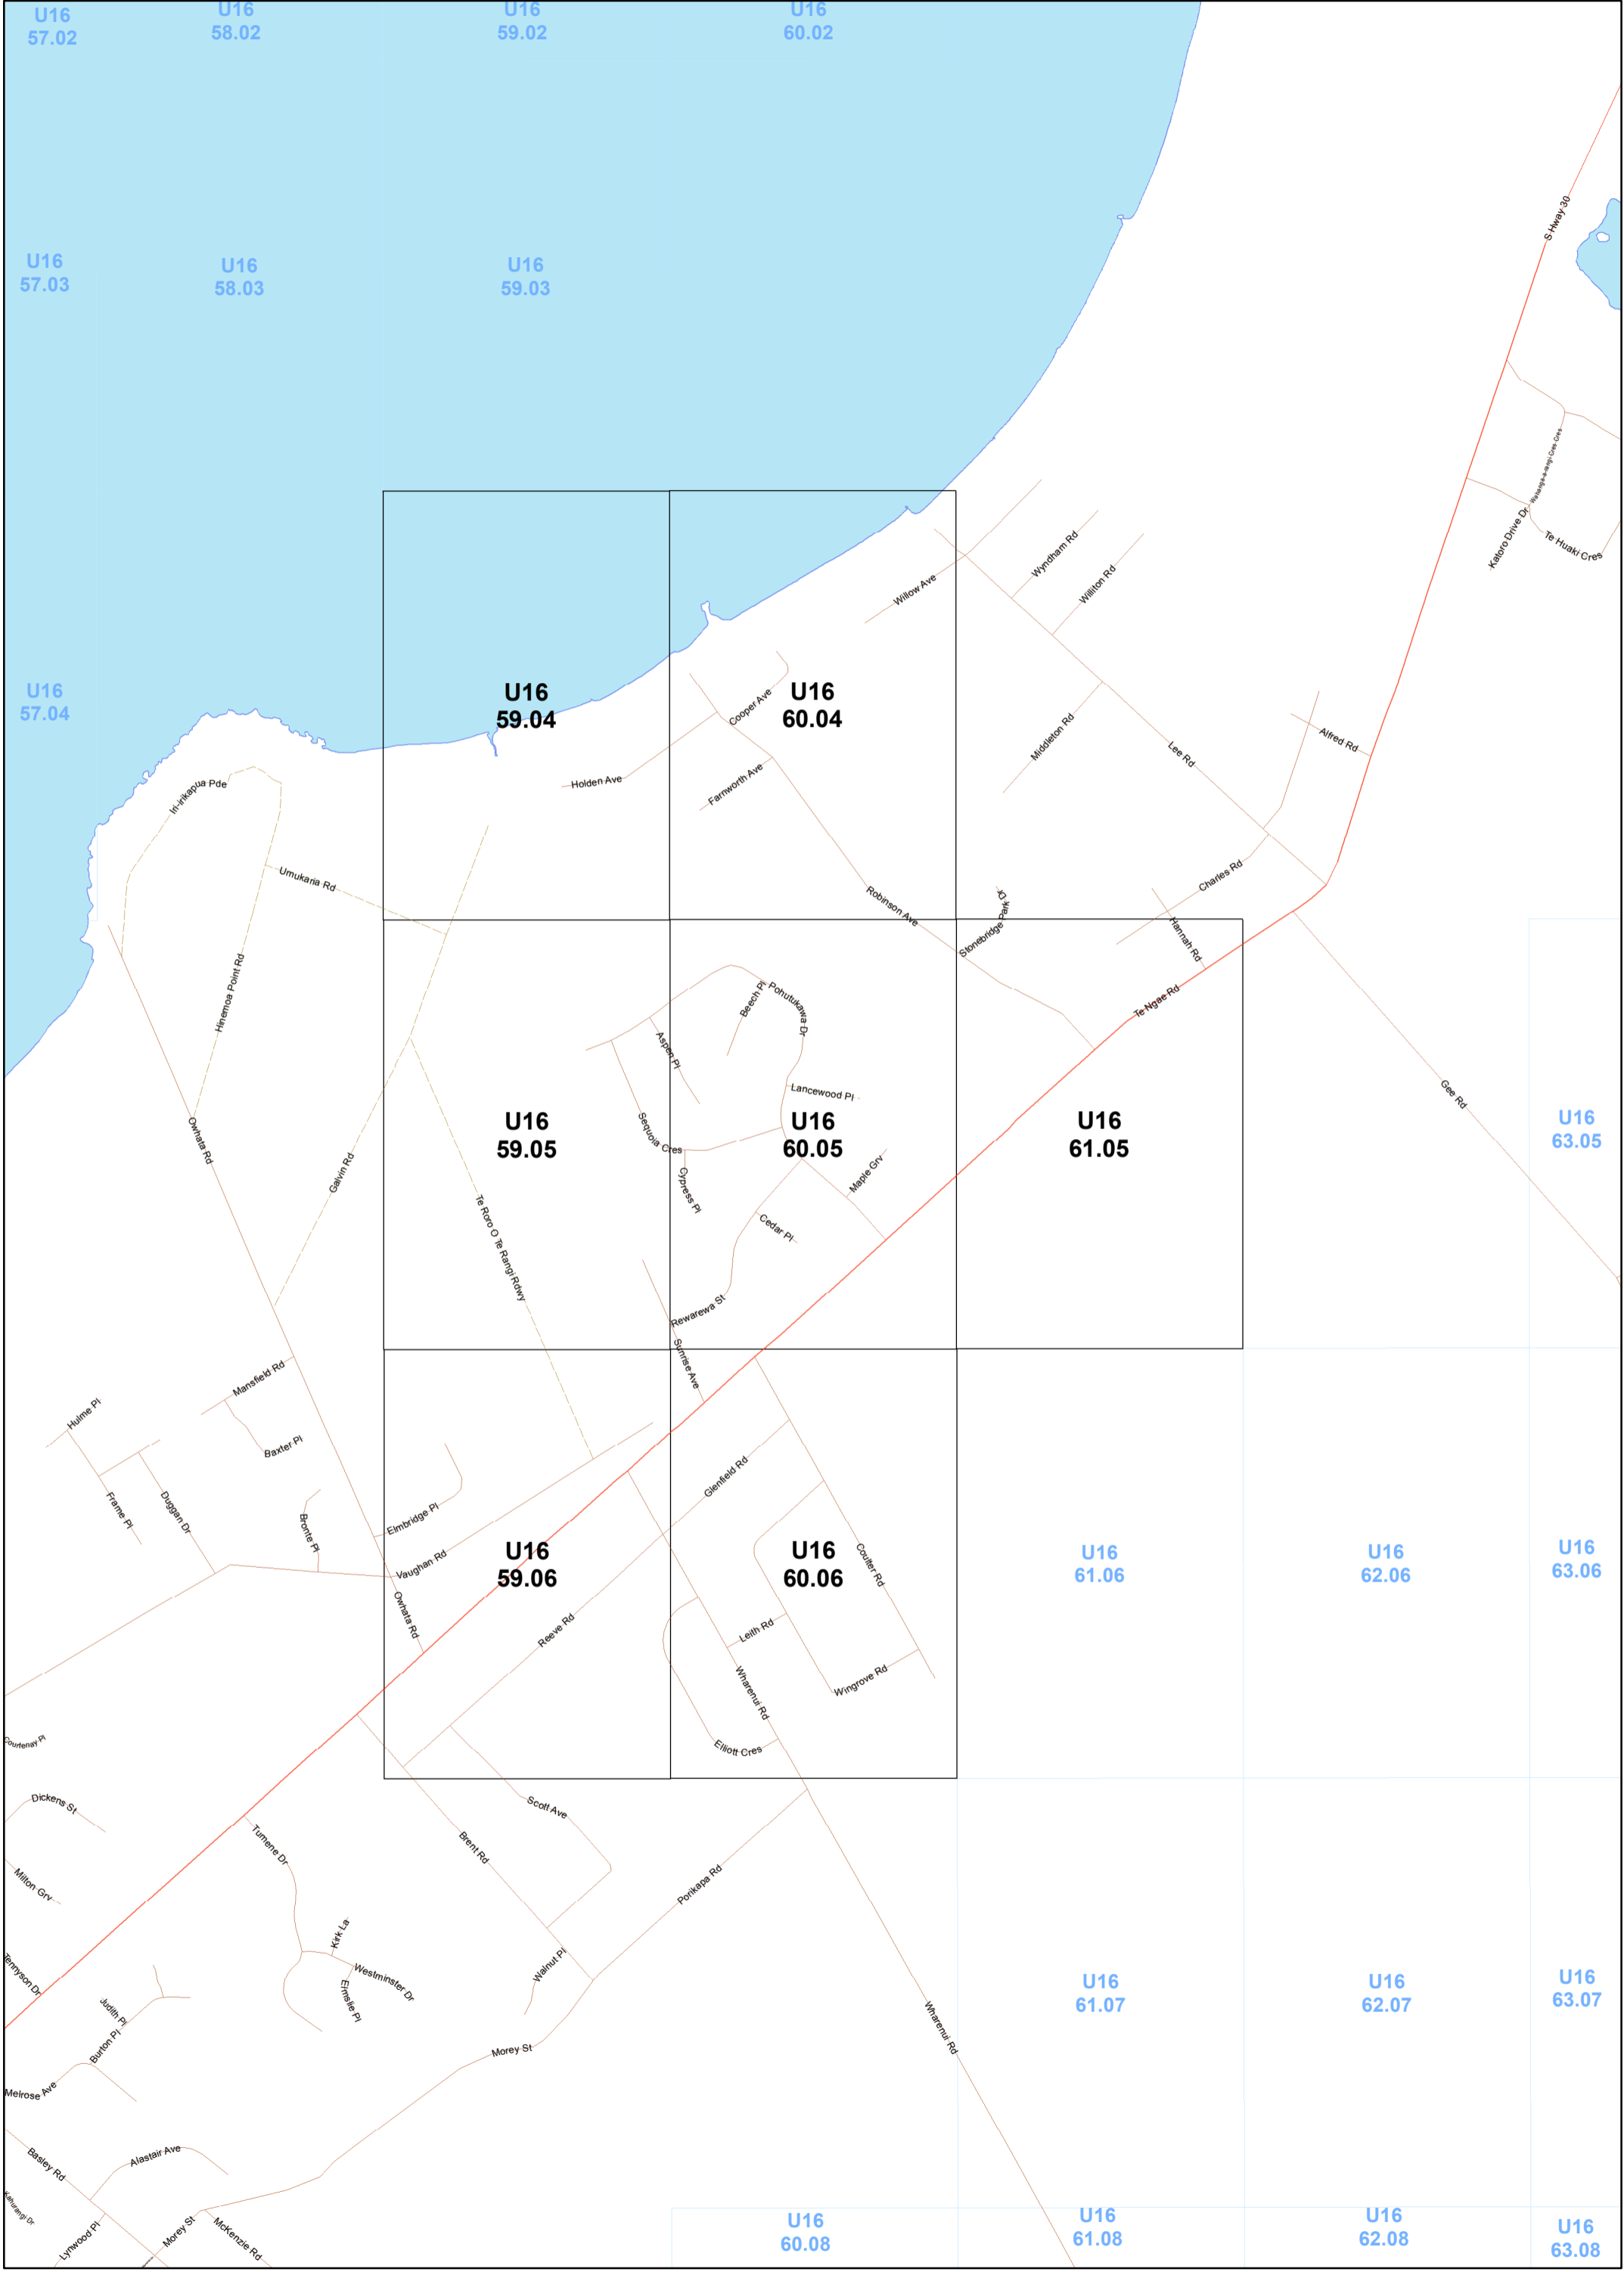 U16
57.02
U16
58.02
U16
59.02
U16
60.02
S Hway 30
U16
57.03
U16
58.03
U16
59.03
Katoro Drive Dr
Te Huaki Cres
Wyndham Rd
Williton Rd
Willow Ave
U16
57.04
U16
59.04
U16
60.04
Cooper Ave
Middleton Rd
Lee Rd
Alfred Rd
Iri-irikapua Pde
Holden Ave
Farnworth Ave
Umukaria Rd
Charles Rd
Robinson Ave
Stonebridge Park Dr
Hannah Rd
Hinemoa Point Rd
Beech Pl
Pohutukawa Dr
Te Ngae Rd
Aspen Pl
Lancewood Pl
Gee Rd
Owhata Rd
U16
59.05
Sequoia Cres
U16
60.05
U16
61.05
U16
63.05
Galvin Rd
Cypress Pl
Maple Grv
Te Roro O Te Rangi Rdwy
Cedar Pl
Rewarewa St
Sunrise Ave
Mansfield Rd
Hulme Pl
Baxter Pl
Glenfield Rd
Frame Pl
Duggan Dr
Bronte Pl
Elmbridge Pl
Vaughan Rd
U16
59.06
U16
60.06
Coulter Rd
U16
61.06
U16
62.06
U16
63.06
Owhata Rd
Reeve Rd
Leith Rd
Wharenui Rd
Wingrove Rd
Courtenay Pl
Elliott Cres
Dickens St
Scott Ave
Tumene Dr
Brent Rd
Milton Grv
Porikapa Rd
Kirk La
Tennyson Dr
Westminster Dr
Elmslie Pl
Walnut Pl
U16
61.07
U16
62.07
U16
63.07
Judith Pl
Burton Pl
Wharenui Rd
Morey St
Melrose Ave
Basley Rd
Alastair Ave
Kahurangi Dr
Lynwood Pl
Morey St
McKenzie Rd
U16
60.08
U16
61.08
U16
62.08
U16
63.08